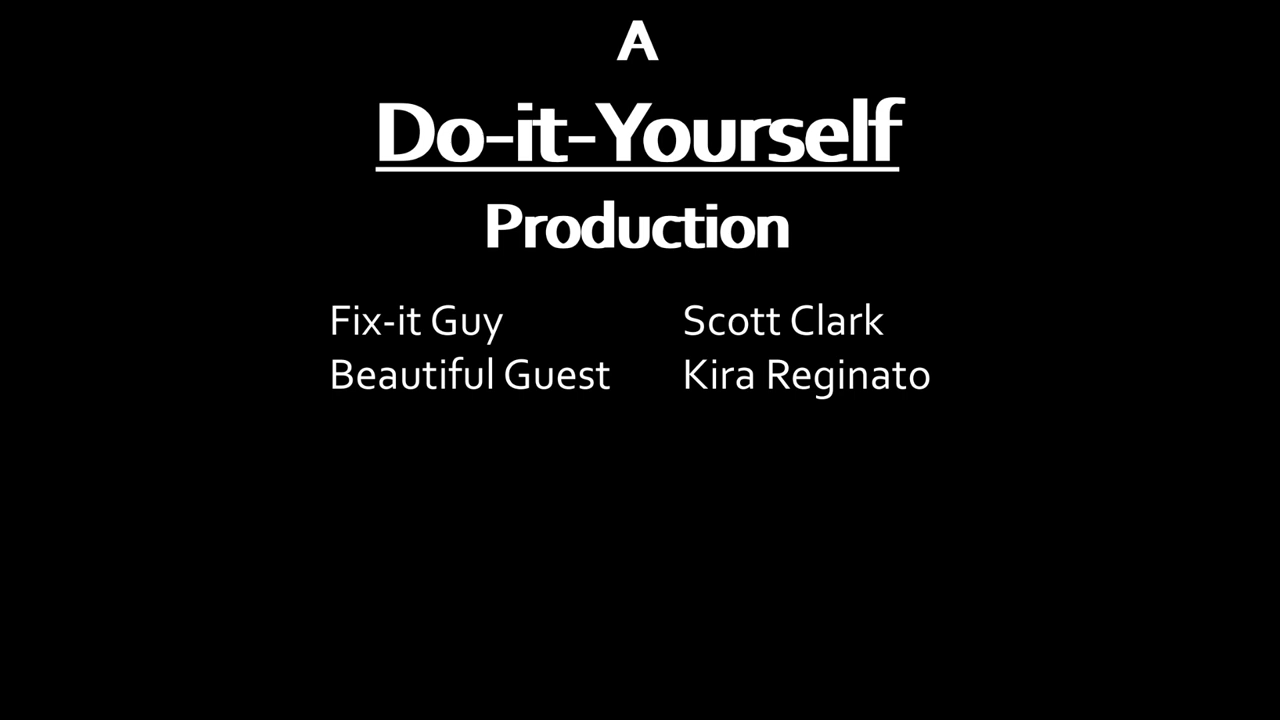 A
Do-it-Yourself
Production
Fix-it Guy Scott Clark
Beautiful Guest Kira Reginato